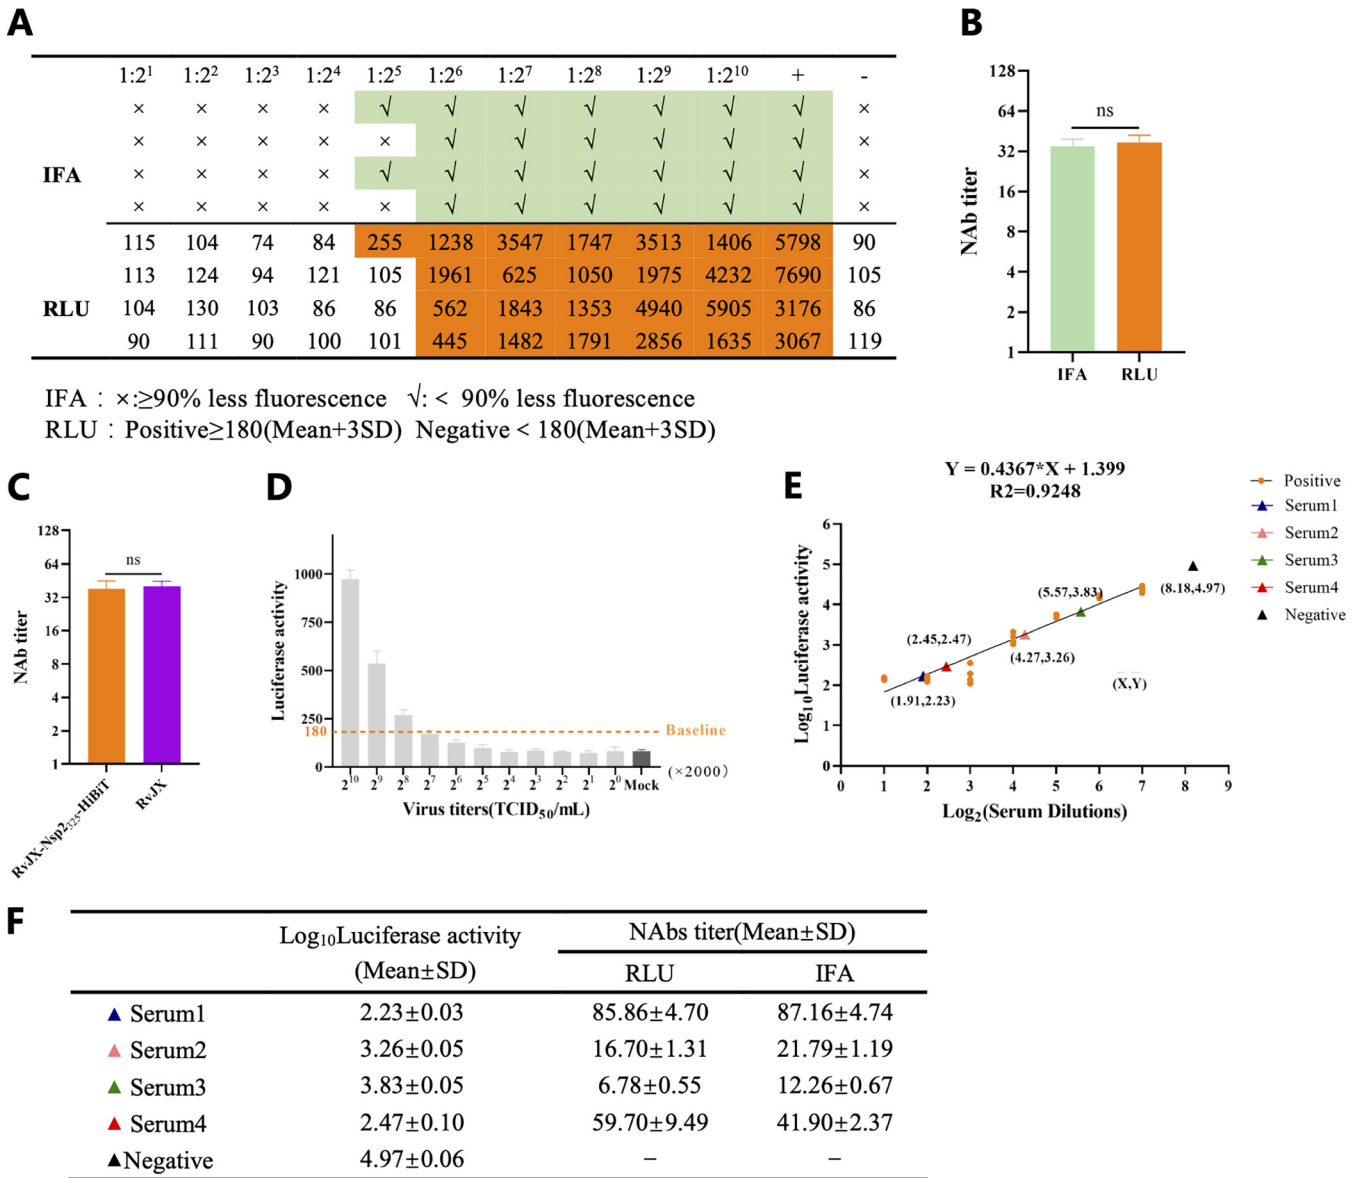 A
1:2¹ 1:2² 1:2³ 1:2⁴ 1:2⁵ 1:2⁶ 1:2⁷ 1:2⁸ 1:2⁹ 1:2¹⁰ + -
× × × × √ √ √ √ √ √ √ ×
× × × × × √ √ √ √ √ √ ×
IFA
× × × × √ √ √ √ √ √ √ ×
× × × × × √ √ √ √ √ √ ×
115 104 74 84 255 1238 3547 1747 3513 1406 5798 90
113 124 94 121 105 1961 625 1050 1975 4232 7690 105
RLU 104 130 103 86 86 562 1843 1353 4940 5905 3176 86
90 111 90 100 101 445 1482 1791 2856 1635 3067 119
IFA : ×:≥90% less fluorescence √: < 90% less fluorescence
RLU : Positive≥180(Mean+3SD) Negative < 180(Mean+3SD)
B
NAb titer
128
64
32
16
8
4
2
1
ns
IFA RLU
C
NAb titer
128
64
32
16
8
4
2
1
ns
RvJX-Nsp2₃₂₅-HiBiT
RvJX
D
Luciferase activity
1000
750
500
250
180
0
Baseline
(×2000)
2¹⁰ 2⁹ 2⁸ 2⁷ 2⁶ 2⁵ 2⁴ 2³ 2² 2¹ 2⁰ Mock
Virus titers(TCID₅₀/mL)
E
Y = 0.4367*X + 1.399
R2=0.9248
Log₁₀Luciferase activity
6
5
4
3
2
1
0
(5.57,3.83)
(8.18,4.97)
(2.45,2.47)
(4.27,3.26)
(X,Y)
(1.91,2.23)
0 1 2 3 4 5 6 7 8 9
Log₂(Serum Dilutions)
Positive
Serum1
Serum2
Serum3
Serum4
Negative
F
Log₁₀Luciferase activity
(Mean±SD)
NAbs titer(Mean±SD)
RLU IFA
Serum1 2.23±0.03 85.86±4.70 87.16±4.74
Serum2 3.26±0.05 16.70±1.31 21.79±1.19
Serum3 3.83±0.05 6.78±0.55 12.26±0.67
Serum4 2.47±0.10 59.70±9.49 41.90±2.37
Negative 4.97±0.06 – –